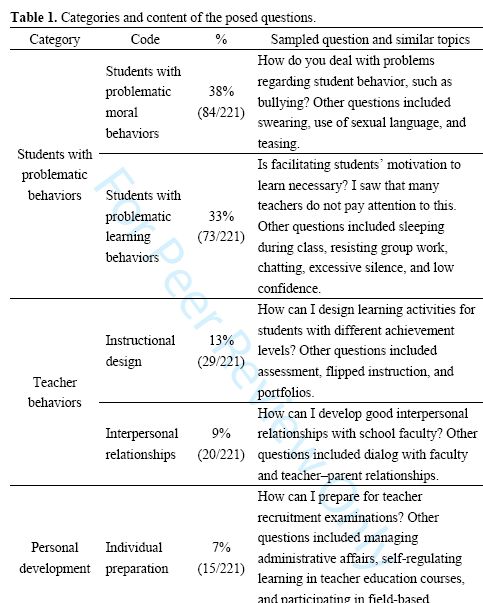 Table 1. Categories and content of the posed questions.
Category Code % Sampled question and similar topics
Students with problematic behaviors
Students with problematic moral behaviors
38%
(84/221)
How do you deal with problems
regarding student behavior, such as
bullying? Other questions included
swearing, use of sexual language, and
teasing.
Students with
problematic
learning
behaviors
33%
(73/221)
Is facilitating students’ motivation to
learn necessary? I saw that many
teachers do not pay attention to this.
Other questions included sleeping
during class, resisting group work,
chatting, excessive silence, and low
confidence.
Teacher
behaviors
Instructional
design
13%
(29/221)
How can I design learning activities for
students with different achievement
levels? Other questions included
assessment, flipped instruction, and
portfolios.
Interpersonal
relationships
9%
(20/221)
How can I develop good interpersonal
relationships with school faculty? Other
questions included dialog with faculty
and teacher–parent relationships.
Personal
development
Individual
preparation
7%
(15/221)
How can I prepare for teacher
recruitment examinations? Other
questions included managing
administrative affairs, self-regulating
learning in teacher education courses,
and participating in field-based
For Peer Review Only